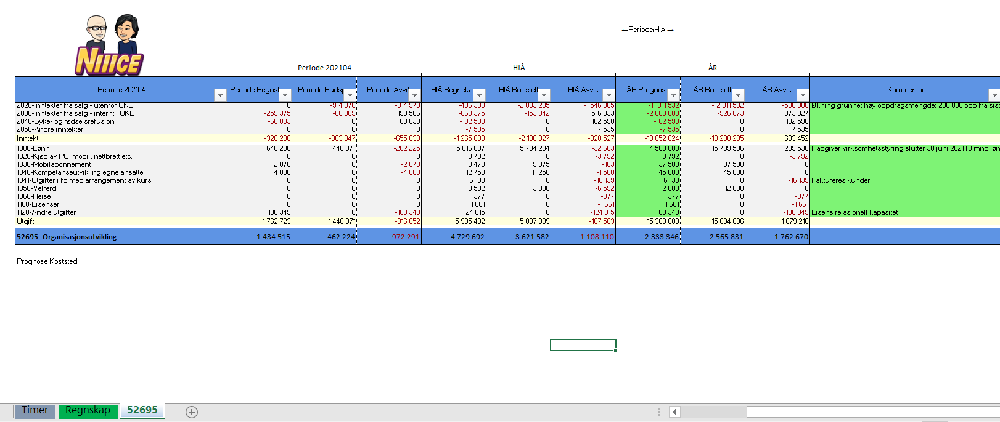 ←Periode/HIÅ→
NIIICE
Periode 202104 HIÅ ÅR
Periode 202104 Periode Regnsl Periode Budsje Periode Avvi HIÅ Regnska HIÅ Budsjett HIÅ Avvik ÅR Prognose ÅR Budsjett ÅR Avvik Kommentar
2020-Inntekter fra salg - utenfor UKE 0 -914 978 -914 978 -486 300 -2 033 285 -1 546 985 -11 811 532 -12 311 532 -500 000 Økning grunnet høy oppdragsmengde: 200 000 opp fra sist
2030-Inntekter fra salg - internt i UKE -259 375 -68 869 190 506 -669 375 -153 042 516 333 -2 000 000 -926 673 1 073 327
2040-Syke- og fødselsrefusjon -68 833 0 68 833 -102 590 0 102 590 -102 590 0 102 590
2050-Andre inntekter 0 0 0 -7 535 0 7 535 -7 535 0 7 535
Inntekt -328 208 -983 847 -655 639 -1 265 800 -2 186 327 -920 527 -13 852 824 -13 238 205 683 452
1000-Lønn 1 648 296 1 446 071 -202 225 5 816 887 5 784 284 -32 603 14 500 000 15 709 536 1 209 536 Rådgiver virksomhetsstyring slutter 30.juni 2021 (3 mnd løn
1020-Kjøp av PC, mobil, nettbrett etc. 0 0 0 3 792 0 -3 792 3 792 0 -3 792
1030-Mobilabonnement 2 078 0 -2 078 9 478 9 375 -103 37 500 37 500 0
1040-Kompetanseutvikling egne ansatte 4 000 0 -4 000 12 750 11 250 -1 500 45 000 45 000 0
1041-Utgifter i fb med arrangement av kurs 0 0 0 16 139 0 -16 139 16 139 0 -16 139 Faktureres kunder
1050-Velferd 0 0 0 9 592 3 000 -6 592 12 000 12 000 0
1060-Reise 0 0 0 377 0 -377 377 0 -377
1100-Lisenser 0 0 0 1 661 0 -1 661 1 661 0 -1 661
1120-Andre utgifter 108 349 0 -108 349 124 815 0 -124 815 108 349 0 -108 349 Lisens relasjonell kapasitet
Utgift 1 762 723 1 446 071 -316 652 5 995 492 5 807 909 -187 583 15 383 009 15 804 036 1 079 218
52695- Organisasjonsutvikling 1 434 515 462 224 -972 291 4 729 692 3 621 582 -1 108 110 2 333 346 2 565 831 1 762 670
Prognose Koststed
Timer Regnskap 52695